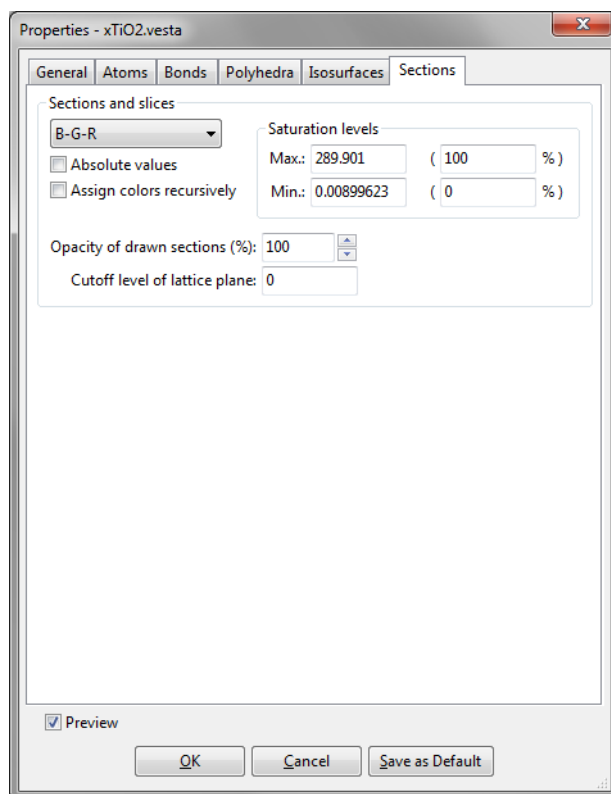 Properties - xTiO2.vesta
General Atoms Bonds Polyhedra Isosurfaces Sections
Sections and slices
B-G-R
Absolute values
Assign colors recursively
Saturation levels
Max.: 289.901 ( 100 % )
Min.: 0.00899623 ( 0 % )
Opacity of drawn sections (%): 100
Cutoff level of lattice plane: 0
Preview
OK Cancel Save as Default